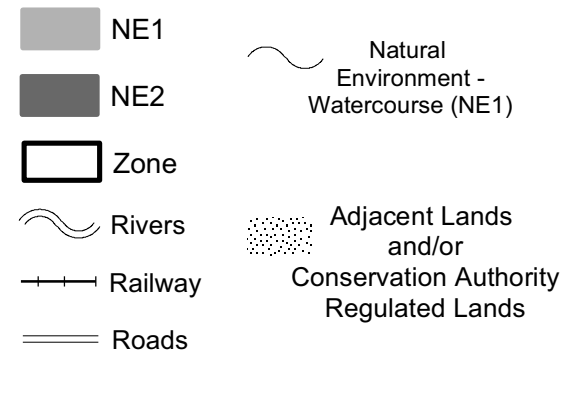 NE1
NE2
Zone
Rivers
Railway
Roads
Natural
Environment -
Watercourse (NE1)
Adjacent Lands
and/or
Conservation Authority
Regulated Lands